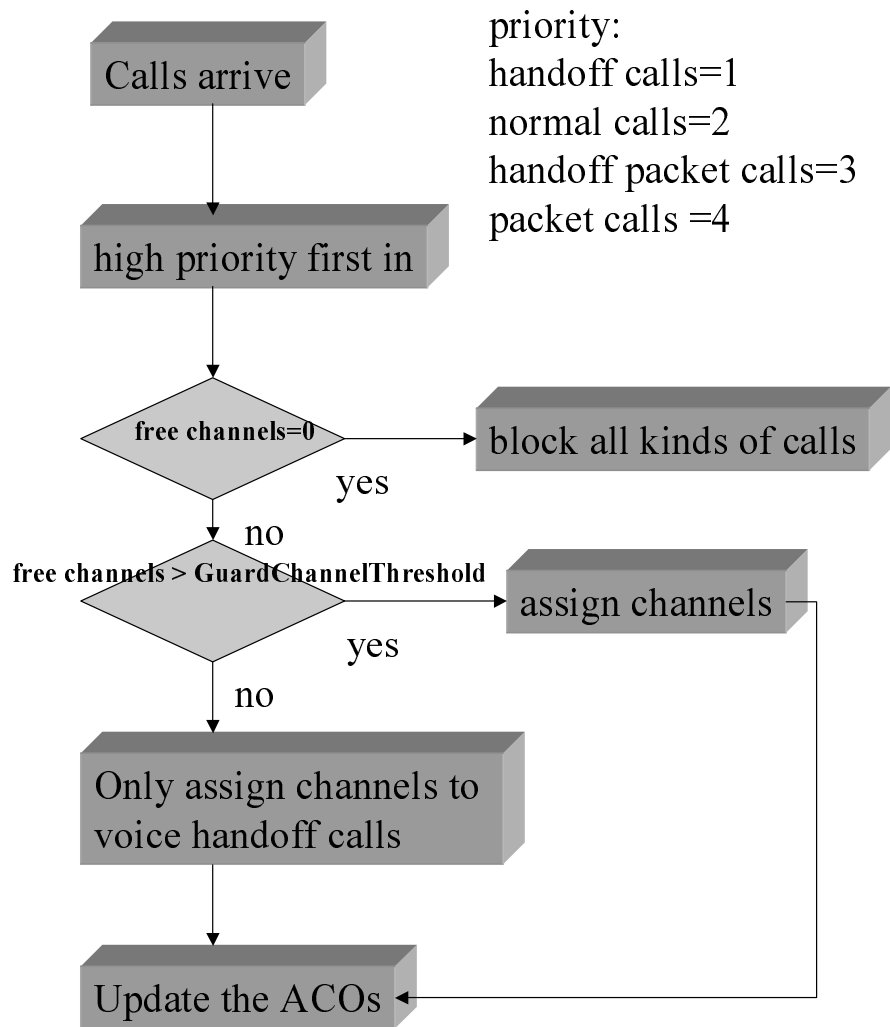 priority:
handoff calls=1
normal calls=2
handoff packet calls=3
packet calls =4
Calls arrive
high priority first in
free channels=0
yes
block all kinds of calls
no
free channels > GuardChannelThreshold
yes
assign channels
no
Only assign channels to
voice handoff calls
Update the ACOs